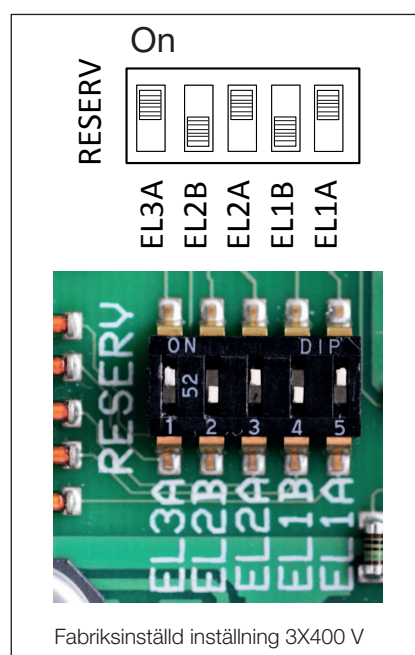 On
RESERV
EL3A
EL2B
EL2A
EL1B
EL1A
ON DIP
52
1 2 3 4 5
RESERV
EL3A
EL2B
EL2A
EL1B
EL1A
Fabriksinställd inställning 3X400 V